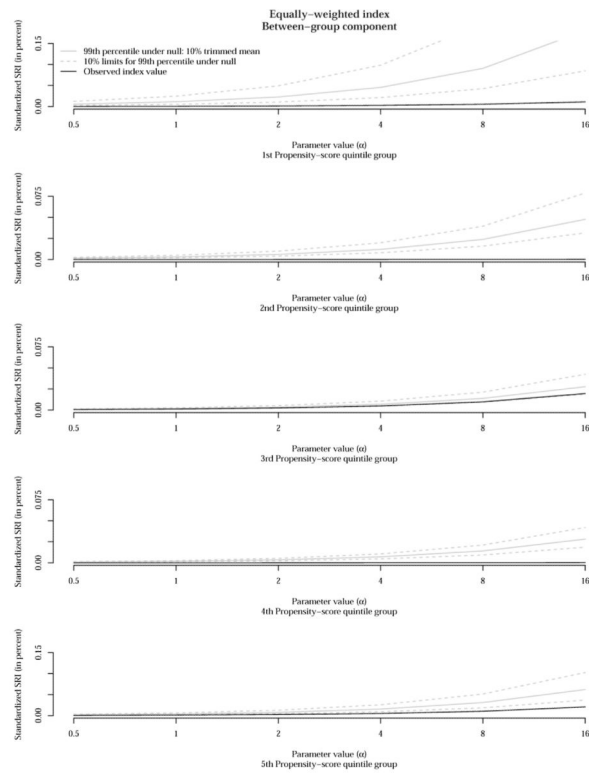 Equally–weighted index
Between–group component
Standardized SRI (in percent)
0.15
0.00
99th percentile under null: 10% trimmed mean
10% limits for 99th percentile under null
Observed index value
0.5 1 2 4 8 16
Parameter value (α)
1st Propensity–score quintile group
Standardized SRI (in percent)
0.075
0.00
0.5 1 2 4 8 16
Parameter value (α)
2nd Propensity–score quintile group
Standardized SRI (in percent)
0.075
0.00
0.5 1 2 4 8 16
Parameter value (α)
3rd Propensity–score quintile group
Standardized SRI (in percent)
0.075
0.00
0.5 1 2 4 8 16
Parameter value (α)
4th Propensity–score quintile group
Standardized SRI (in percent)
0.15
0.00
0.5 1 2 4 8 16
Parameter value (α)
5th Propensity–score quintile group